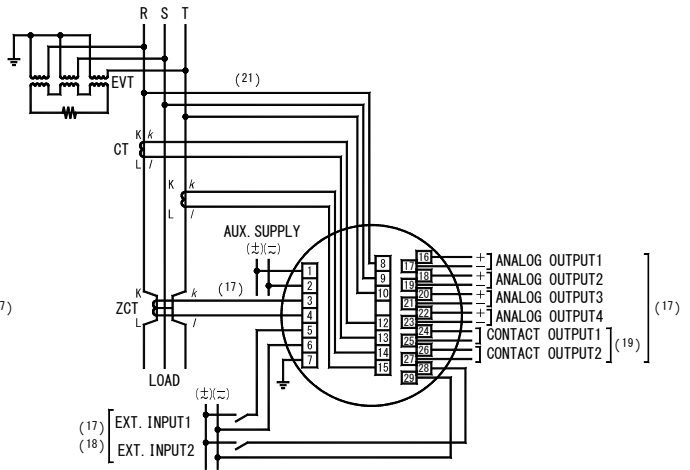 R S T
EVT
(21)
K k
CT
L l
K k
L l
AUX. SUPPLY
(±)(∓)
(17)
K k
ZCT
L l
LOAD
(±)(∓)
(17) EXT. INPUT1
(18) EXT. INPUT2
1
2
3
4
5
6
7
8
9
10
12
13
14
15
16
17
18
19
20
21
22
23
24
25
26
27
28
29
+
− ANALOG OUTPUT1
+
− ANALOG OUTPUT2
+
− ANALOG OUTPUT3
+
− ANALOG OUTPUT4
CONTACT OUTPUT1
CONTACT OUTPUT2
(19)
(17)
7)